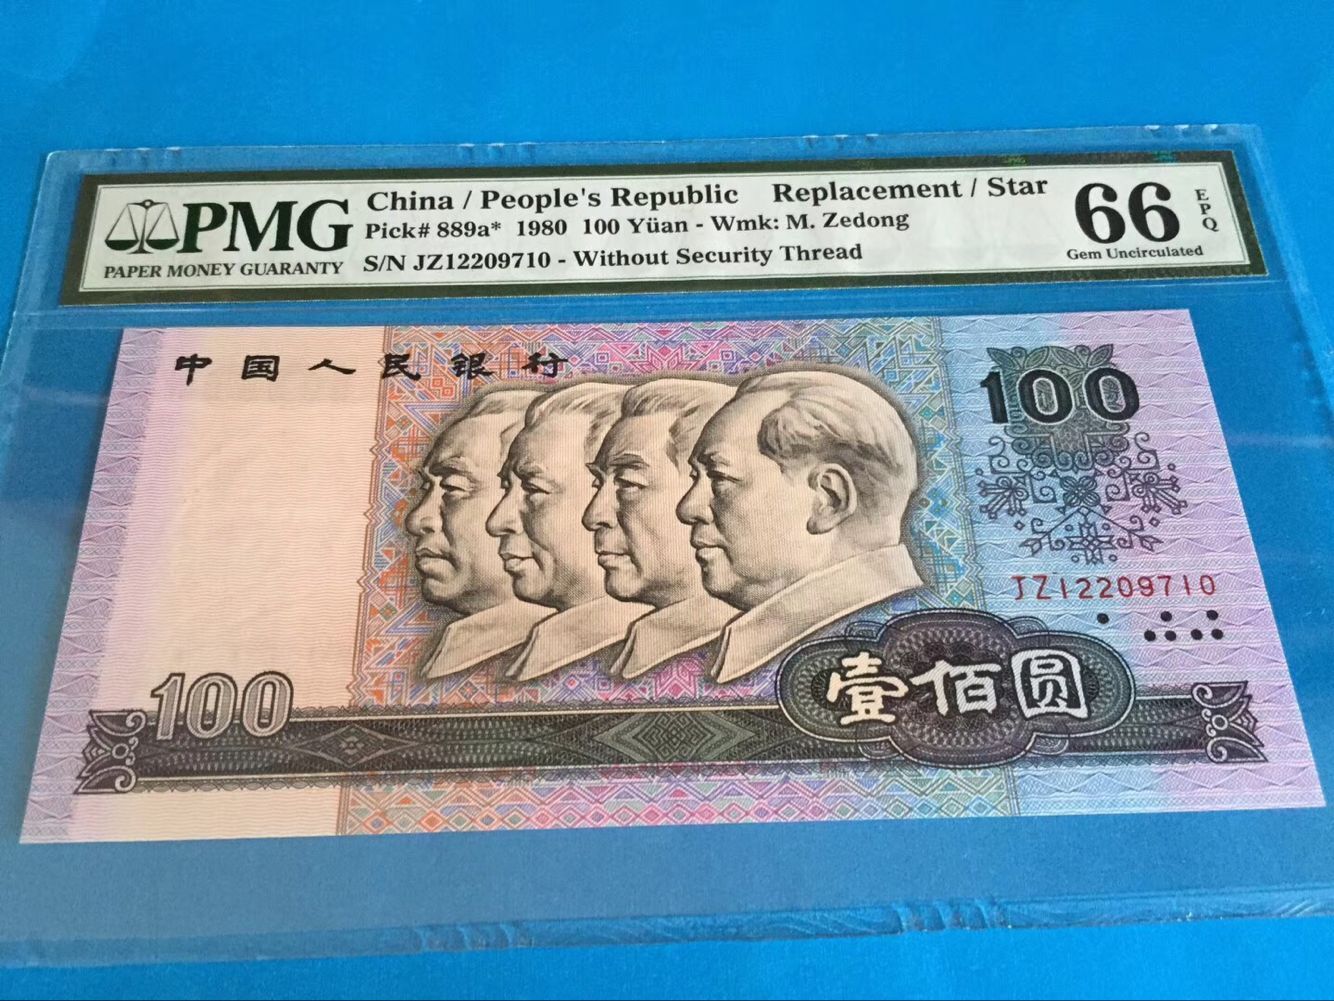 PMG
PAPER MONEY GUARANTY
China / People's Republic Replacement / Star
Pick# 889a* 1980 100 Yüan - Wmk: M. Zedong
S/N JZ12209710 - Without Security Thread
66
EPQ
Gem Uncirculated
中国人民银行
100
JZ12209710
壹佰圆
100